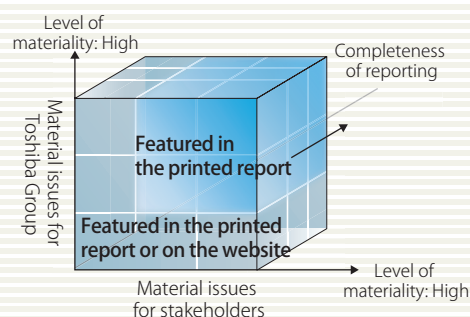 Level of
materiality: High
Completeness
of reporting
Material issues for
Toshiba Group
Featured in
the printed report
Featured in the printed
report or on the website
Level of
materiality: High
Material issues
for stakeholders